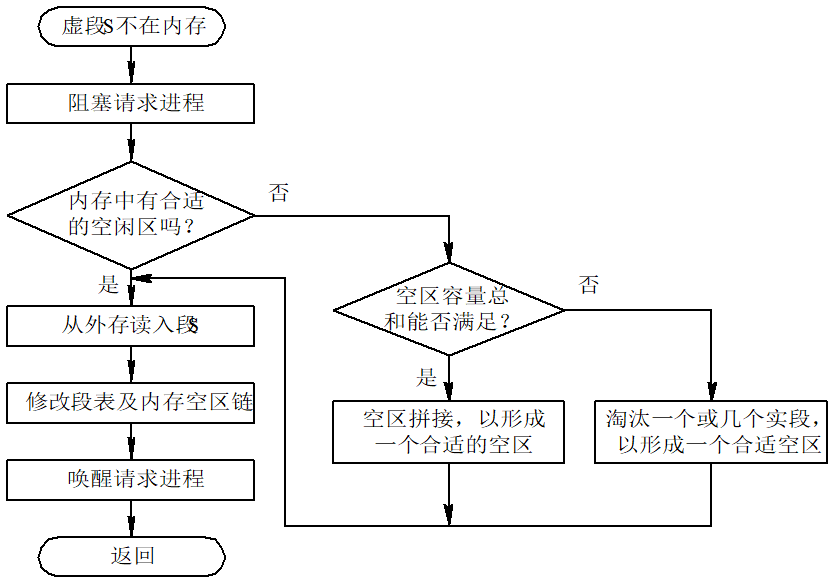 虚段S不在内存
阻塞请求进程
内存中有合适
的空闲区吗?
否
是
从外存读入段S
修改段表及内存空区链
唤醒请求进程
返回
空区容量总
和能否满足?
否
是
空区拼接，以形成
一个合适的空区
淘汰一个或几个实段，
以形成一个合适空区